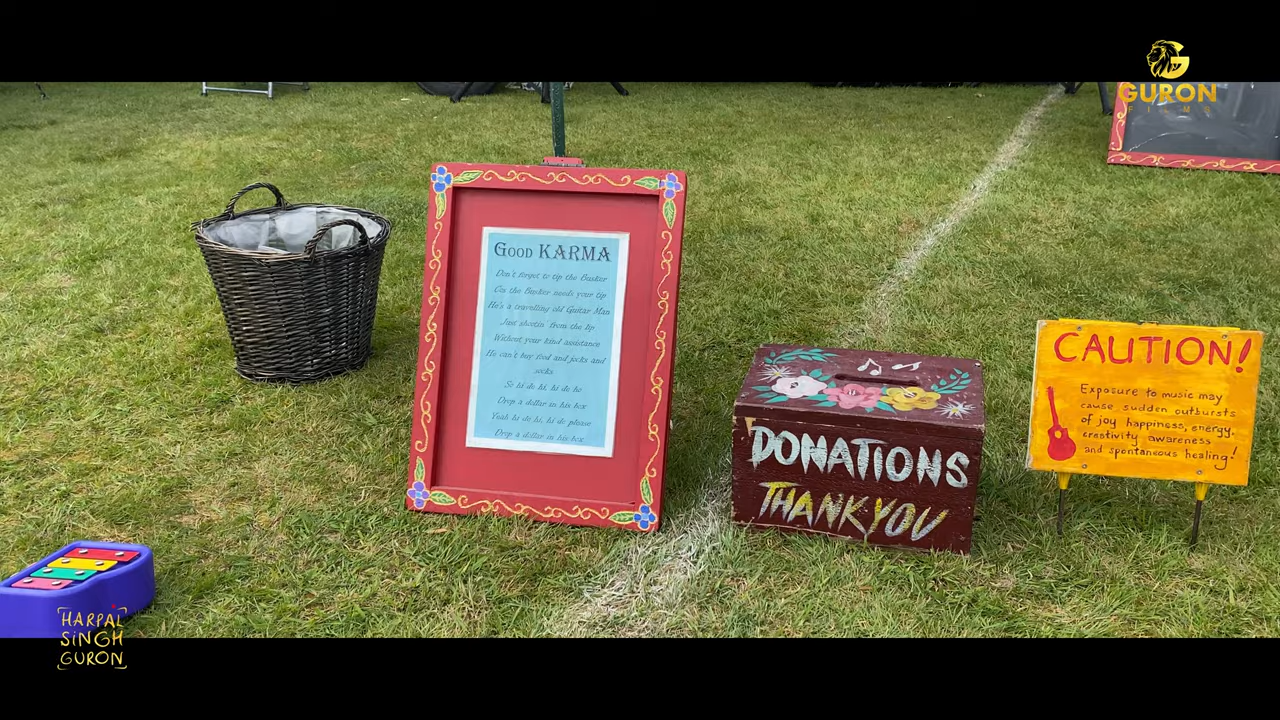 GURON
FILMS
Good KARMA
Don't forget to tip the Busker
Cos the Busker needs your tip
He's a travelling old Guitar Man
Just shootin from the lip
Without your kind assistance
He can't buy food and jocks and
socks
So hi de hi, hi de ho
Drop a dollar in his box
Yeah hi de hi, hi de please
Drop a dollar in his box
DONATIONS
THANKYOU
CAUTION!
Exposure to music may
cause sudden outbursts
of joy happiness, energy,
creativity awareness
and spontaneous healing!
HARPAL
SINGH
GURON